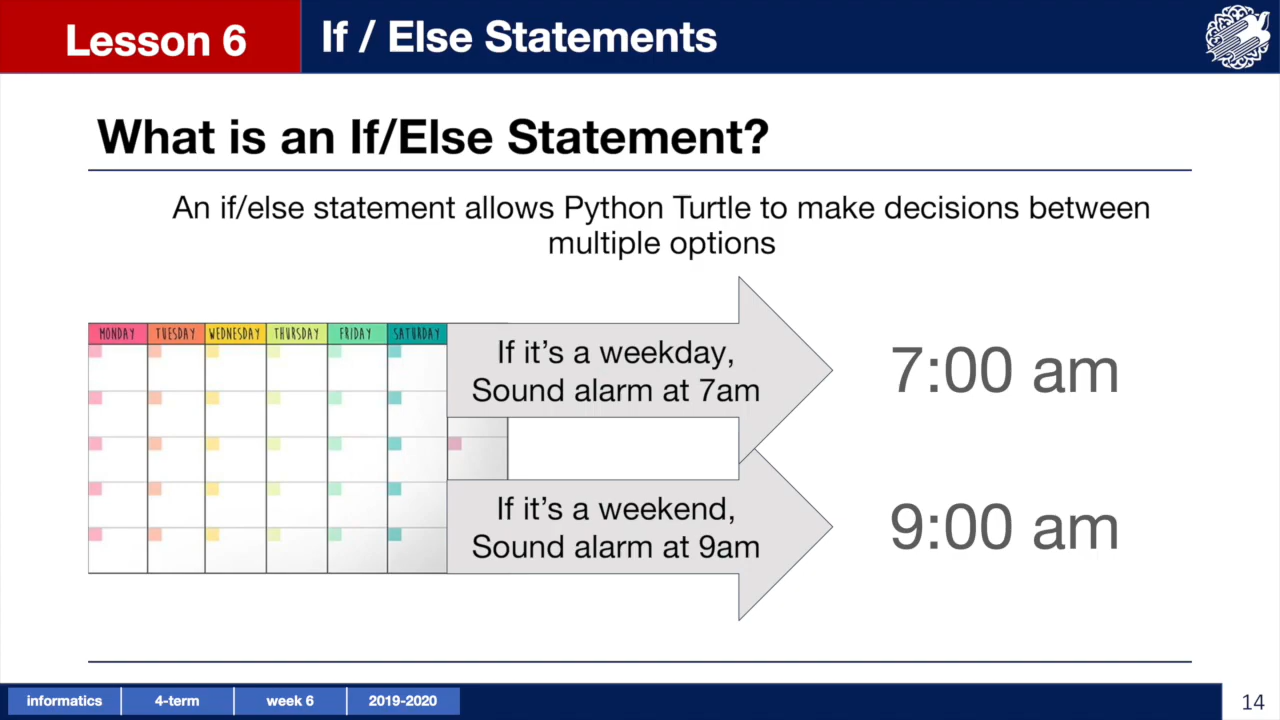 Lesson 6
If / Else Statements
What is an If/Else Statement?
An if/else statement allows Python Turtle to make decisions between
multiple options
MONDAY TUESDAY WEDNESDAY THURSDAY FRIDAY SATURDAY
If it’s a weekday,
Sound alarm at 7am
7:00 am
If it’s a weekend,
Sound alarm at 9am
9:00 am
informatics 4-term week 6 2019-2020
14